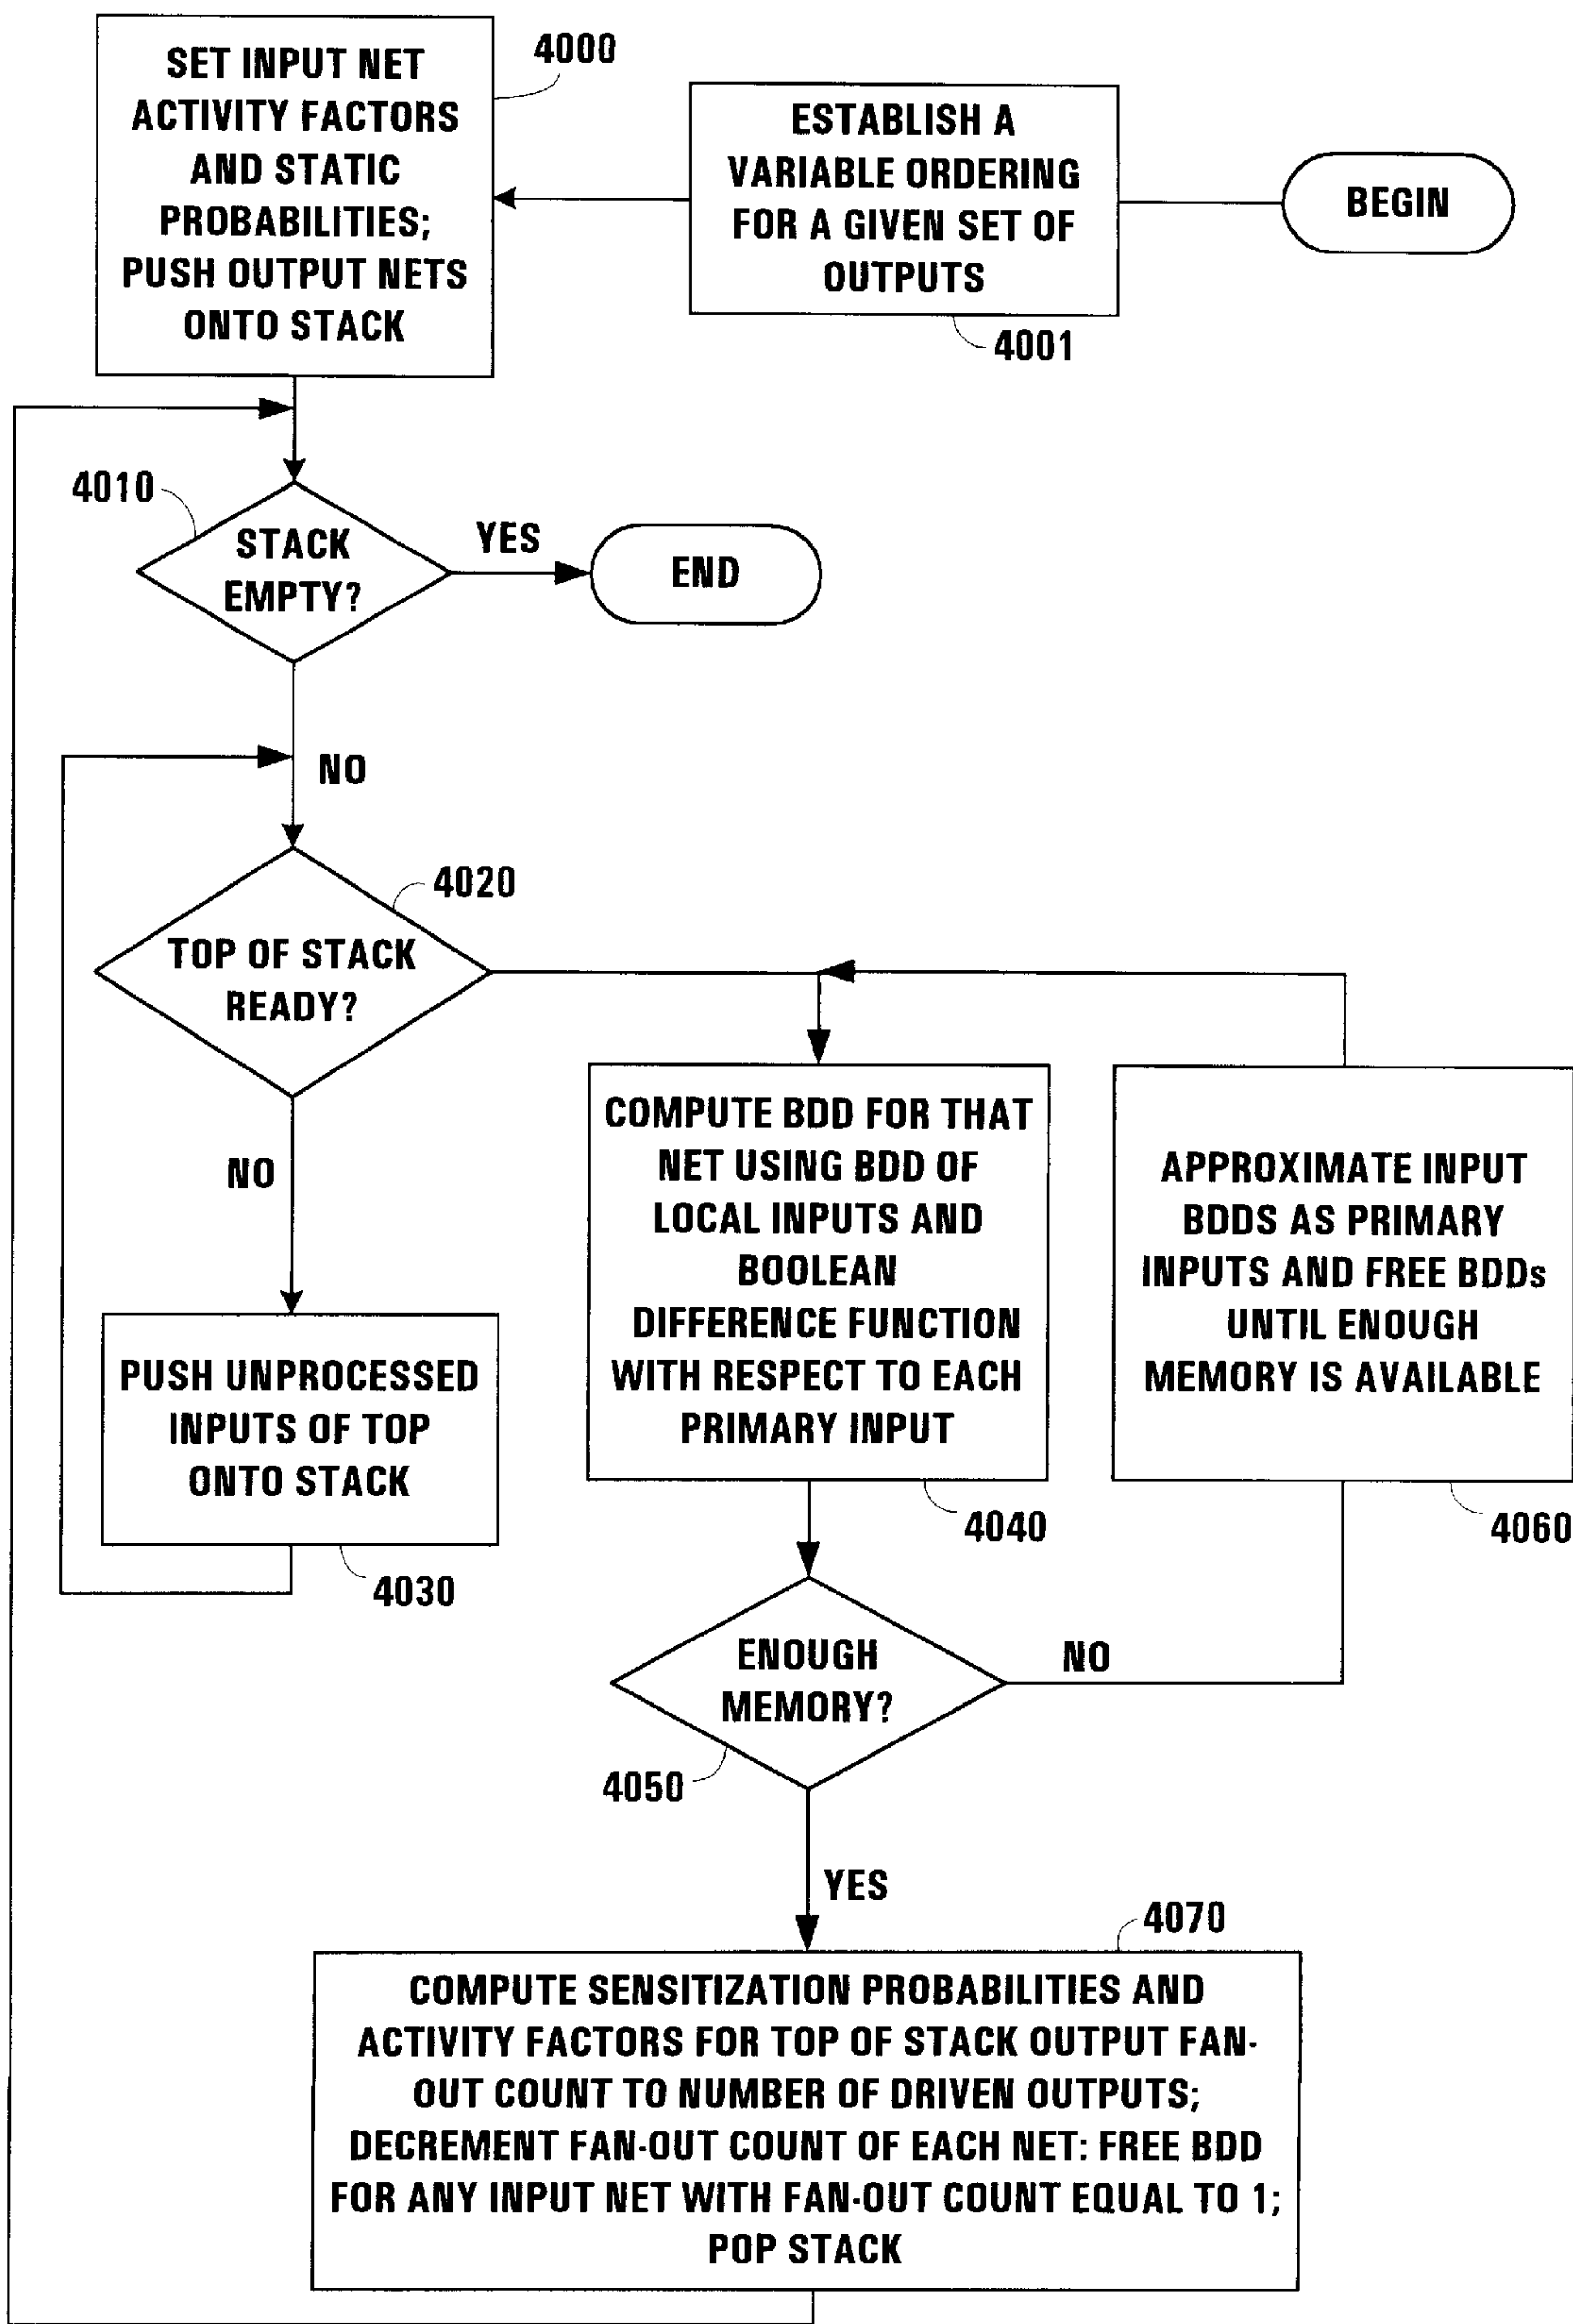 SET INPUT NET
ACTIVITY FACTORS
AND STATIC
PROBABILITIES;
PUSH OUTPUT NETS
ONTO STACK
4000
ESTABLISH A
VARIABLE ORDERING
FOR A GIVEN SET OF
OUTPUTS
4001
BEGIN
4010
STACK
EMPTY?
YES
END
NO
4020
TOP OF STACK
READY?
NO
PUSH UNPROCESSED
INPUTS OF TOP
ONTO STACK
4030
COMPUTE BDD FOR THAT
NET USING BDD OF
LOCAL INPUTS AND
BOOLEAN
DIFFERENCE FUNCTION
WITH RESPECT TO EACH
PRIMARY INPUT
4040
APPROXIMATE INPUT
BDDS AS PRIMARY
INPUTS AND FREE BDDs
UNTIL ENOUGH
MEMORY IS AVAILABLE
4060
ENOUGH
MEMORY?
NO
4050
YES
4070
COMPUTE SENSITIZATION PROBABILITIES AND
ACTIVITY FACTORS FOR TOP OF STACK OUTPUT FAN-
OUT COUNT TO NUMBER OF DRIVEN OUTPUTS;
DECREMENT FAN-OUT COUNT OF EACH NET: FREE BDD
FOR ANY INPUT NET WITH FAN-OUT COUNT EQUAL TO 1;
POP STACK